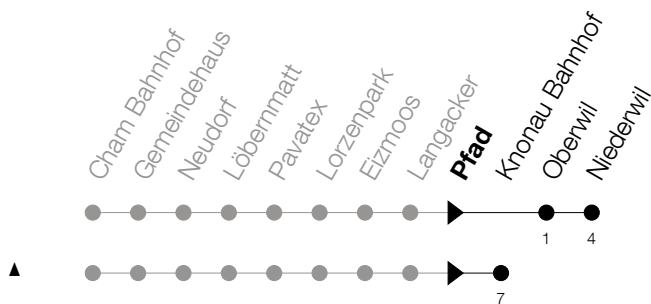 Cham Bahnhof
Gemeindehaus
Neudorf
Löbernmatt
Pavatex
Lorzenpark
Eizmoos
Langacker
Pfad
Knonau Bahnhof
Oberwil
Niederwil
1 4
7